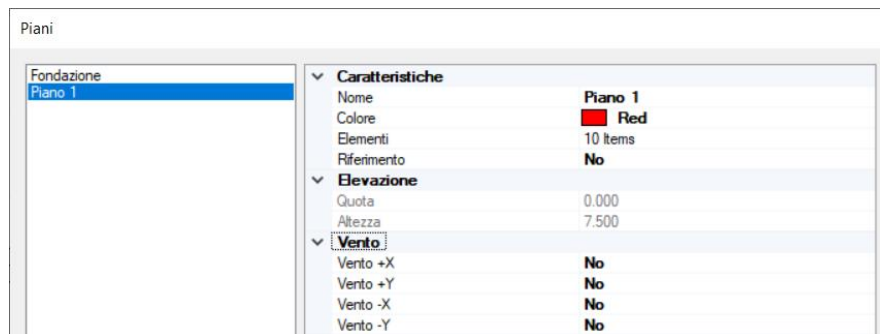 Piani
Fondazione
Piano 1
Caratteristiche
Nome Piano 1
Colore Red
Elementi 10 Items
Riferimento No
Elevazione
Quota 0.000
Altezza 7.500
Vento
Vento +X No
Vento +Y No
Vento -X No
Vento -Y No